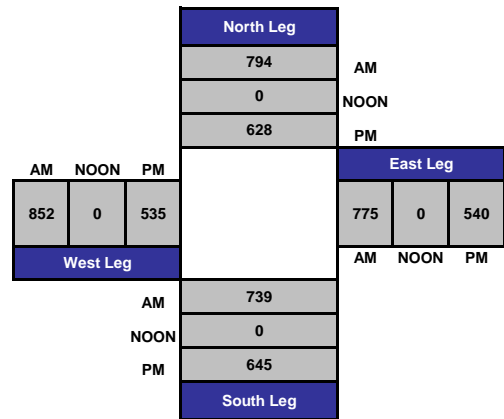 North Leg
794 AM
0 NOON
628 PM
AM NOON PM
East Leg
852 0 535
775 0 540
West Leg
AM NOON PM
AM 739
NOON 0
PM 645
South Leg